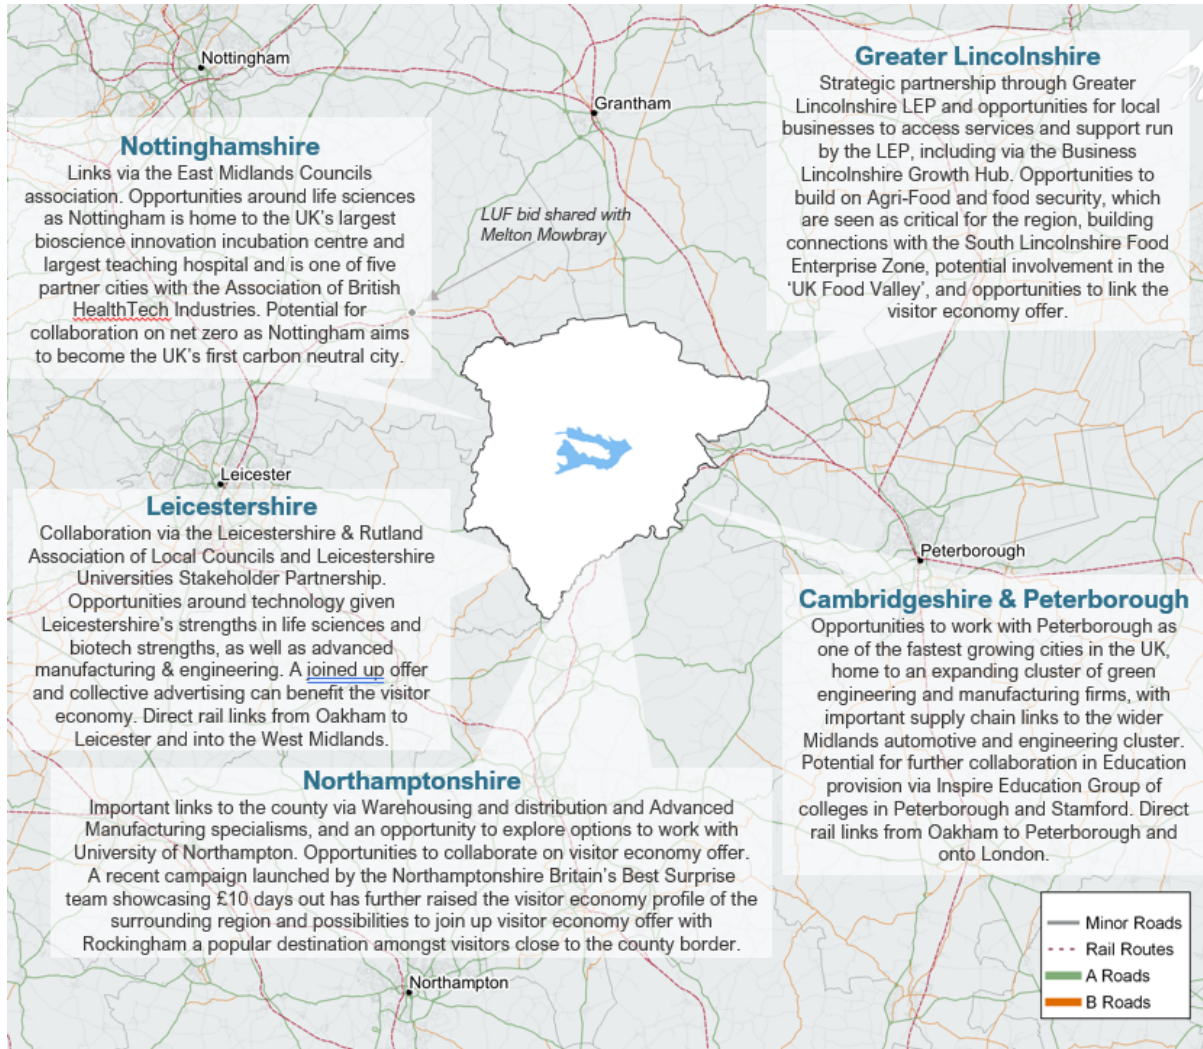 Nottingham
Grantham
Greater Lincolnshire
Strategic partnership through Greater
Lincolnshire LEP and opportunities for local
businesses to access services and support run
by the LEP, including via the Business
Lincolnshire Growth Hub. Opportunities to
build on Agri-Food and food security, which
are seen as critical for the region, building
connections with the South Lincolnshire Food
Enterprise Zone, potential involvement in the
‘UK Food Valley’, and opportunities to link the
visitor economy offer.
Nottinghamshire
Links via the East Midlands Councils
association. Opportunities around life sciences
as Nottingham is home to the UK’s largest
bioscience innovation incubation centre and
largest teaching hospital and is one of five
partner cities with the Association of British
HealthTech Industries. Potential for
collaboration on net zero as Nottingham aims
to become the UK’s first carbon neutral city.
LUF bid shared with
Melton Mowbray
Leicester
Leicestershire
Collaboration via the Leicestershire & Rutland
Association of Local Councils and Leicestershire
Universities Stakeholder Partnership.
Opportunities around technology given
Leicestershire’s strengths in life sciences and
biotech strengths, as well as advanced
manufacturing & engineering. A joined up offer
and collective advertising can benefit the visitor
economy. Direct rail links from Oakham to
Leicester and into the West Midlands.
Peterborough
Cambridgeshire & Peterborough
Opportunities to work with Peterborough as
one of the fastest growing cities in the UK,
home to an expanding cluster of green
engineering and manufacturing firms, with
important supply chain links to the wider
Midlands automotive and engineering cluster.
Potential for further collaboration in Education
provision via Inspire Education Group of
colleges in Peterborough and Stamford. Direct
rail links from Oakham to Peterborough and
onto London.
Northamptonshire
Important links to the county via Warehousing and distribution and Advanced
Manufacturing specialisms, and an opportunity to explore options to work with
University of Northampton. Opportunities to collaborate on visitor economy offer.
A recent campaign launched by the Northamptonshire Britain’s Best Surprise
team showcasing £10 days out has further raised the visitor economy profile of the
surrounding region and possibilities to join up visitor economy offer with
Rockingham a popular destination amongst visitors close to the county border.
Northampton
Minor Roads
Rail Routes
A Roads
B Roads